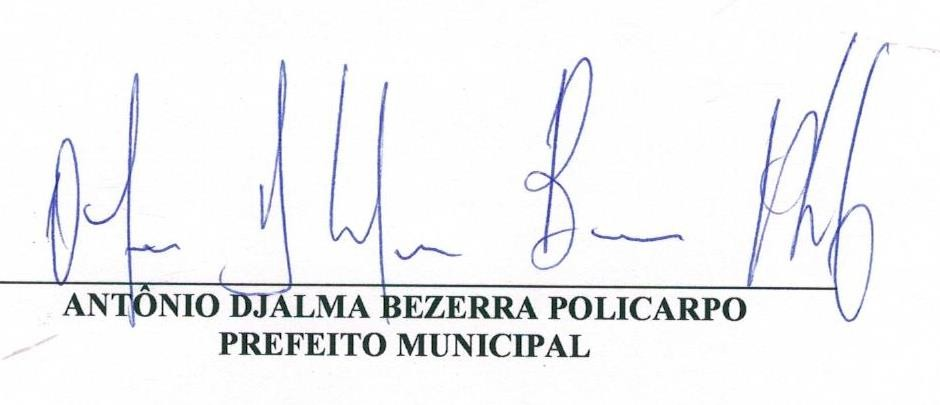 ANTÔNIO DJALMA BEZERRA POLICARPO
PREFEITO MUNICIPAL